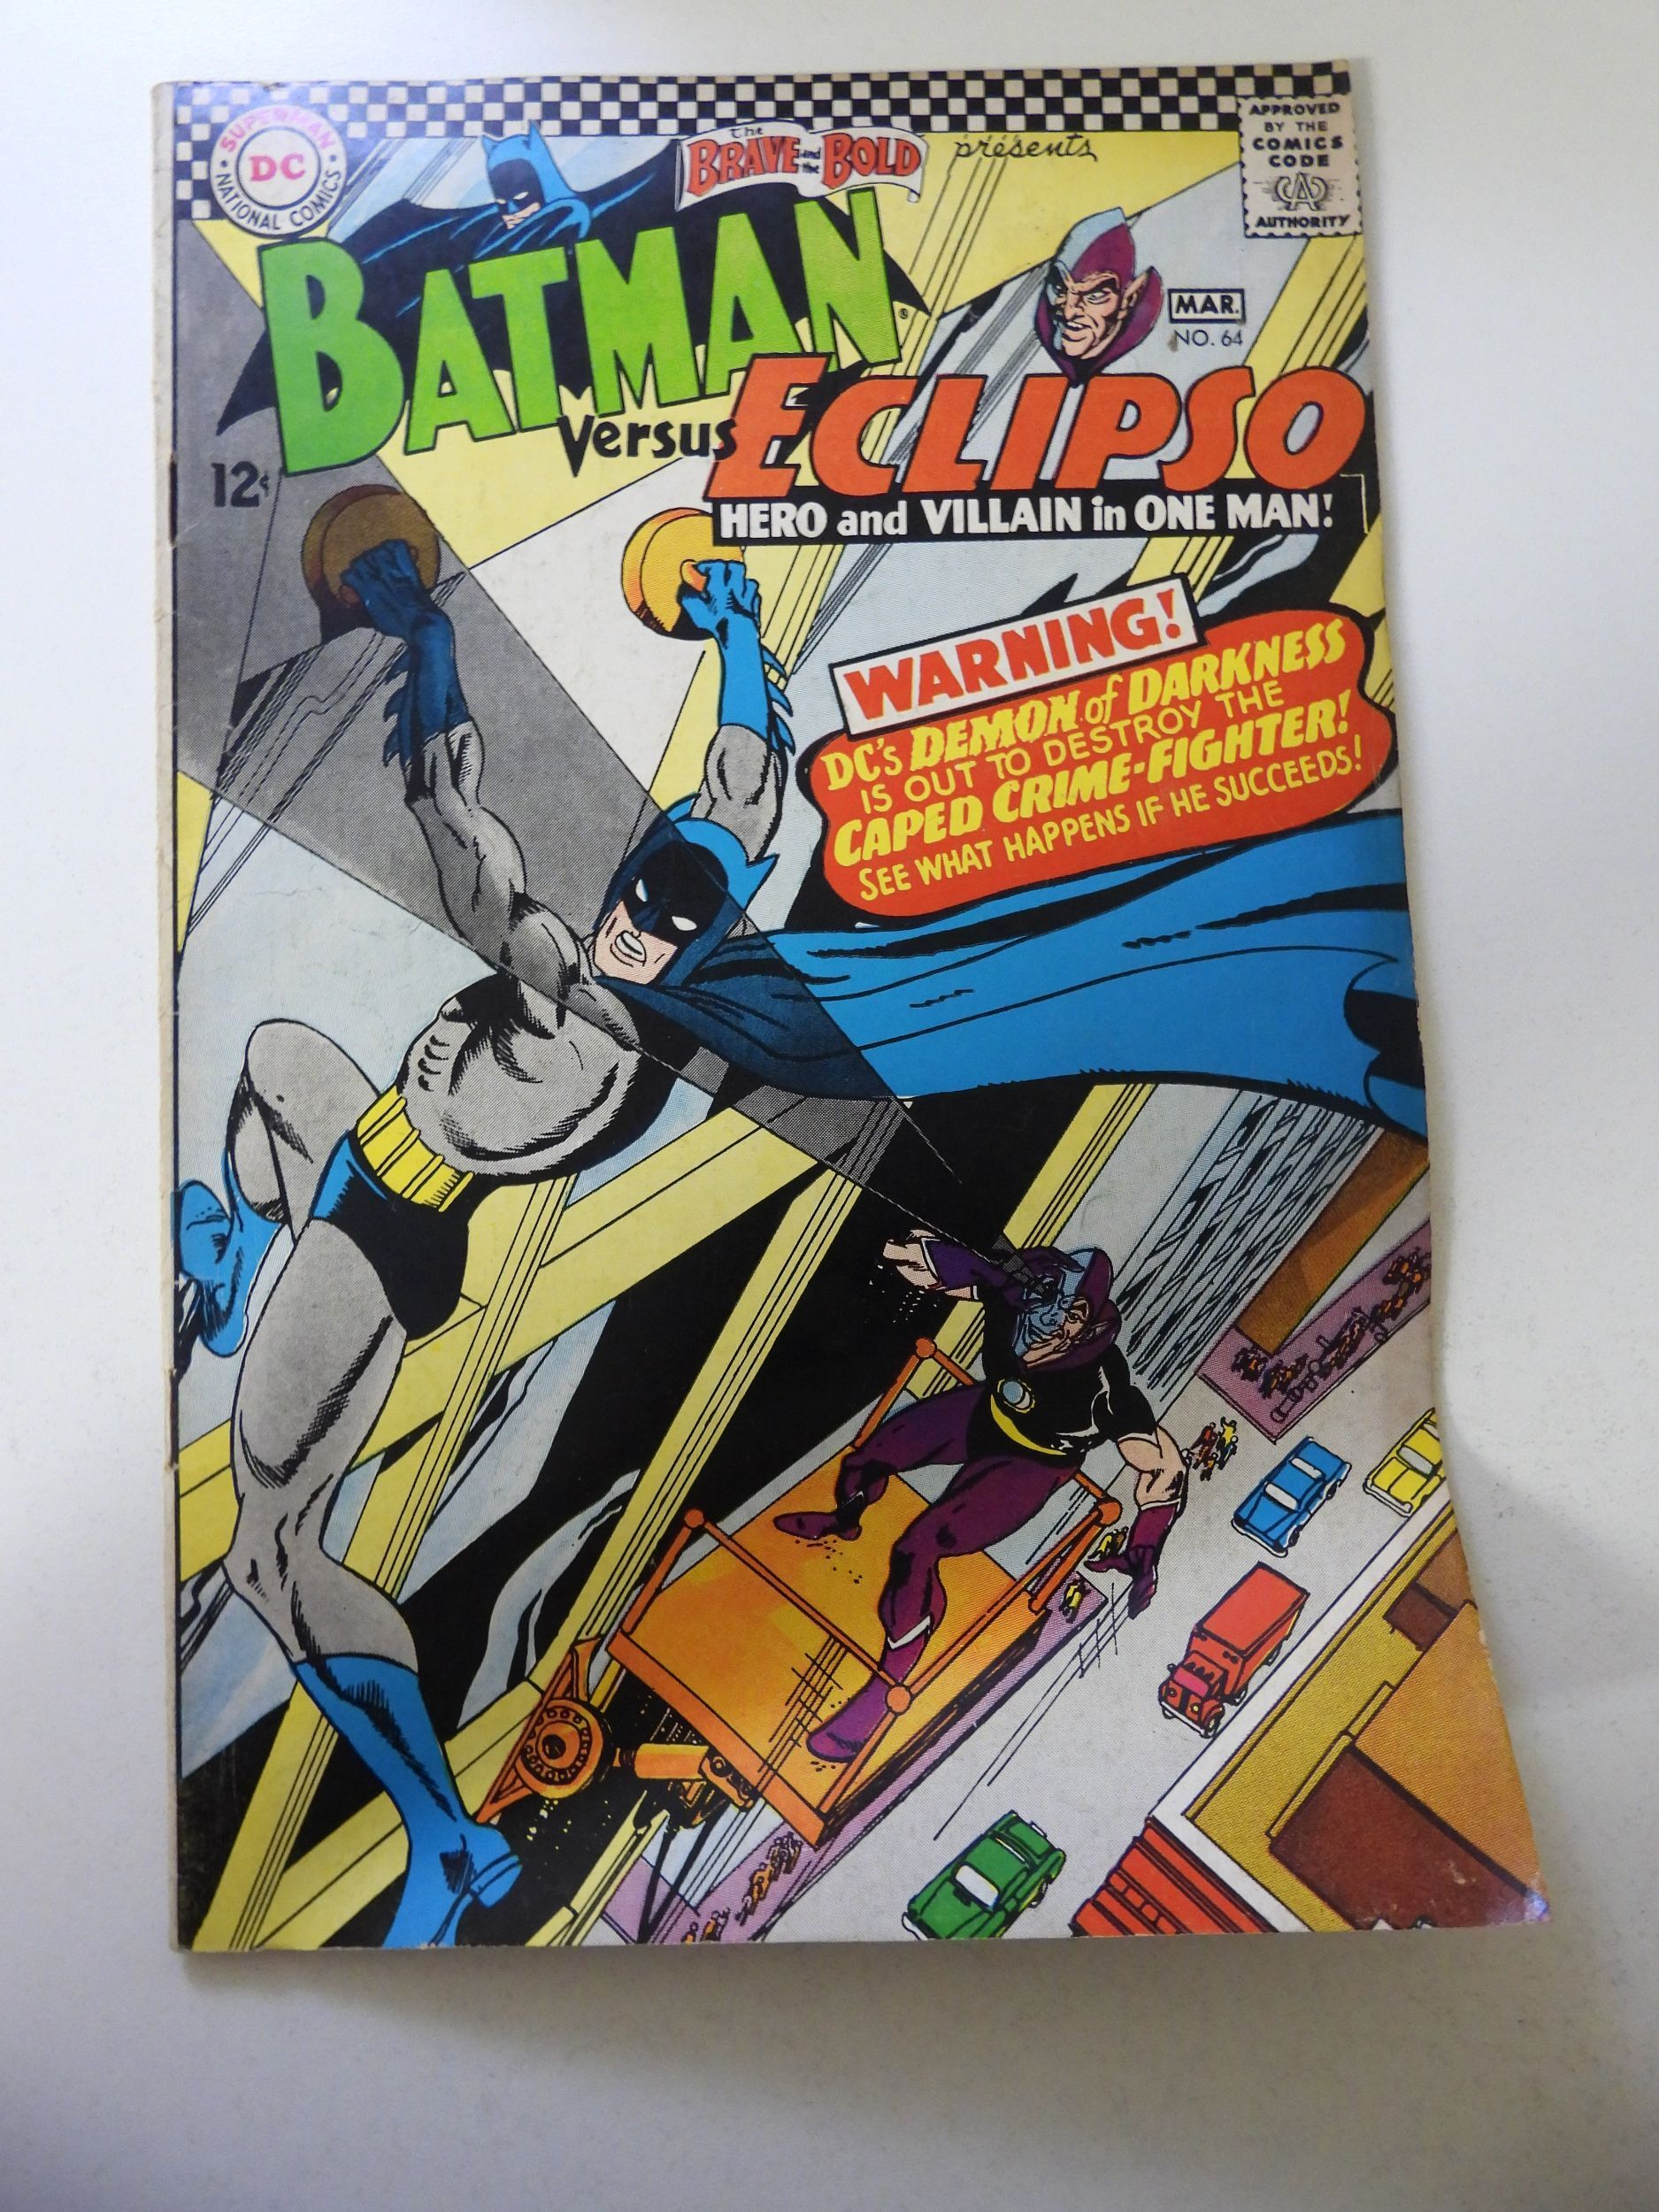 SUPERMAN
DC
NATIONAL COMICS
The
BRAVE and the BOLD
presents
APPROVED
BY THE
COMICS
CODE
CA
AUTHORITY
BATMAN
MAR.
NO. 64
Versus ECLIPSO
12¢
HERO and VILLAIN in ONE MAN!
WARNING!
DC's DEMON of DARKNESS
IS OUT TO DESTROY THE
CAPED CRIME-FIGHTER!
SEE WHAT HAPPENS IF HE SUCCEEDS!